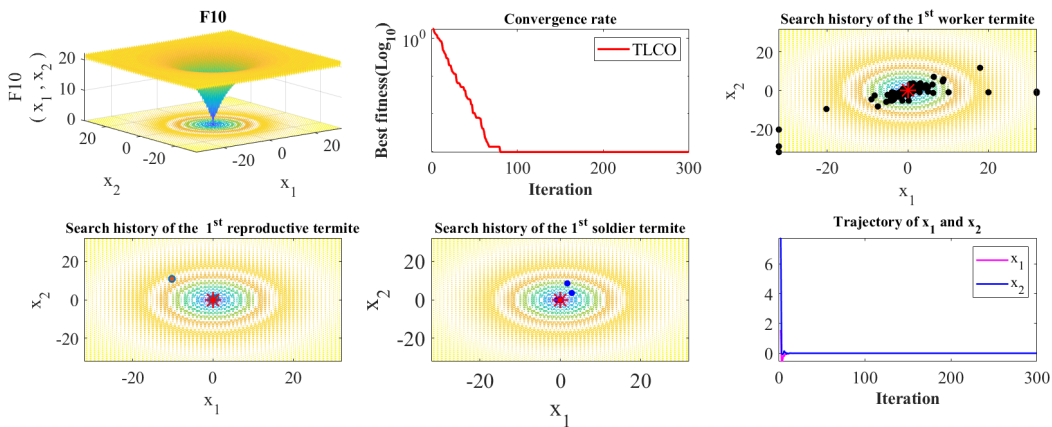 F10
F10
( x1 , x2 )
20
15
10
5
0
20
0
-20
x2
-20
0
20
x1
Convergence rate
Best fitness(Log10)
10^0
TLCO
0
100
200
300
Iteration
Search history of the 1st worker termite
x2
20
0
-20
-20
0
20
x1
Search history of the 1st reproductive termite
x2
20
0
-20
-20
0
20
x1
Search history of the 1st soldier termite
x2
20
0
-20
-20
0
20
x1
Trajectory of x1 and x2
6
4
2
0
x1
x2
0
100
200
300
Iteration